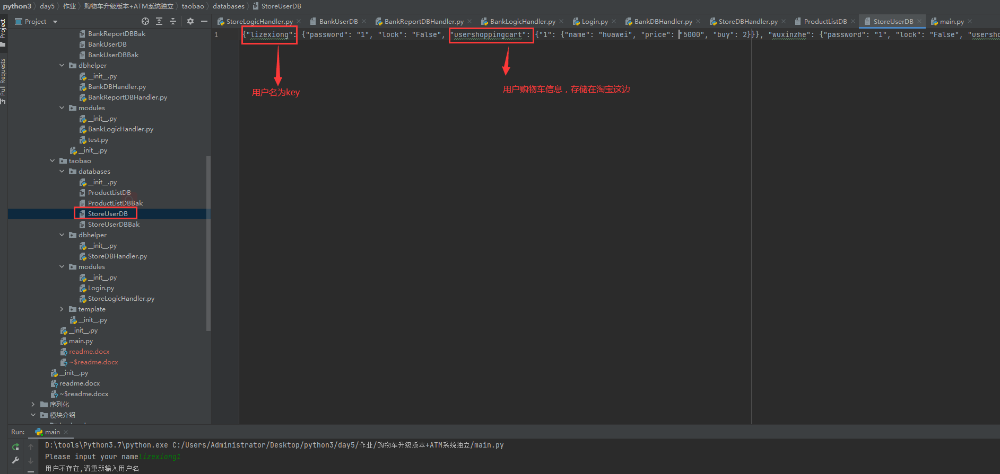 python3 〉 day5 〉 作业 〉 购物车升级版本+ATM系统独立 〉 taobao 〉 databases 〉 StoreUserDB
Project
StoreLogicHandler.py BankUserDB BankReportDBHandler.py BankLogicHandler.py Login.py BankDBHandler.py StoreDBHandler.py ProductListDB StoreUserDB main.py
Project
Pull Requests
1 {"lizexiong": {"password": "1", "lock": "False", "usershoppingcart": {"1": {"name": "huawei", "price": "5000", "buy": 2}}}, "wuxinzhe": {"password": "1", "lock": "False", "usersho
用户名为key
用户购物车信息，存储在淘宝这边
BankReportDBBak
BankUserDB
BankUserDBBak
dbhelper
__init__.py
BankDBHandler.py
BankReportDBHandler.py
modules
__init__.py
BankLogicHandler.py
test.py
__init__.py
taobao
databases
__init__.py
ProductListDB
ProductListDBBak
StoreUserDB
StoreUserDBBak
dbhelper
__init__.py
StoreDBHandler.py
modules
__init__.py
Login.py
StoreLogicHandler.py
template
__init__.py
__init__.py
main.py
readme.docx
~$readme.docx
__init__.py
readme.docx
~$readme.docx
序列化
模块介绍
Run: main
D:\tools\Python3.7\python.exe C:/Users/Administrator/Desktop/python3/day5/作业/购物车升级版本+ATM系统独立/main.py
Please input your namelizexiong1
用户不存在,请重新输入用户名